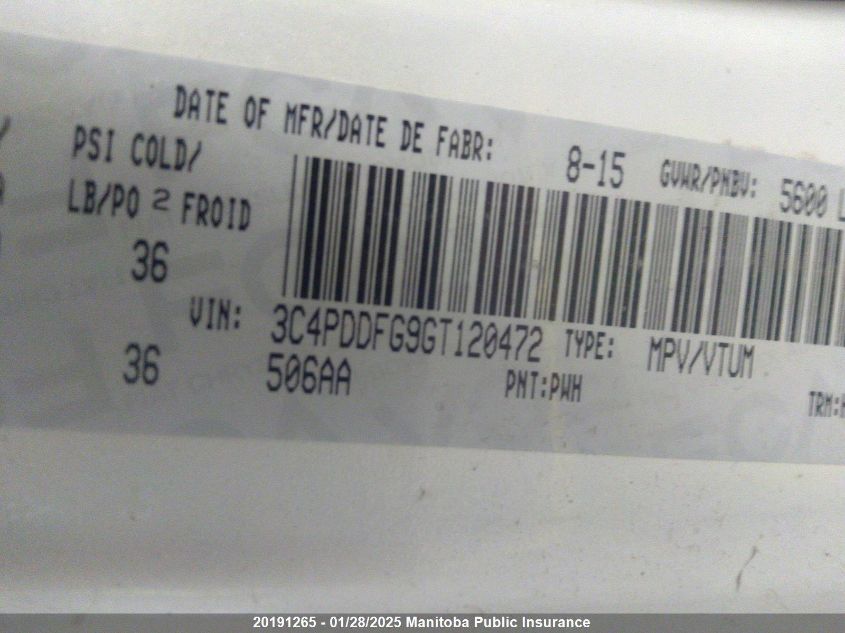 DATE OF MFR/DATE DE FABR: 8-15 GVWR/PNBV: 5600 L
PSI COLD/
LB/PO 2 FROID
36
VIN: 3C4PDDFG9GT120472 TYPE: MPV/VTUM
36 506AA PNT:PWH TRM:
20191265 - 01/28/2025 Manitoba Public Insurance